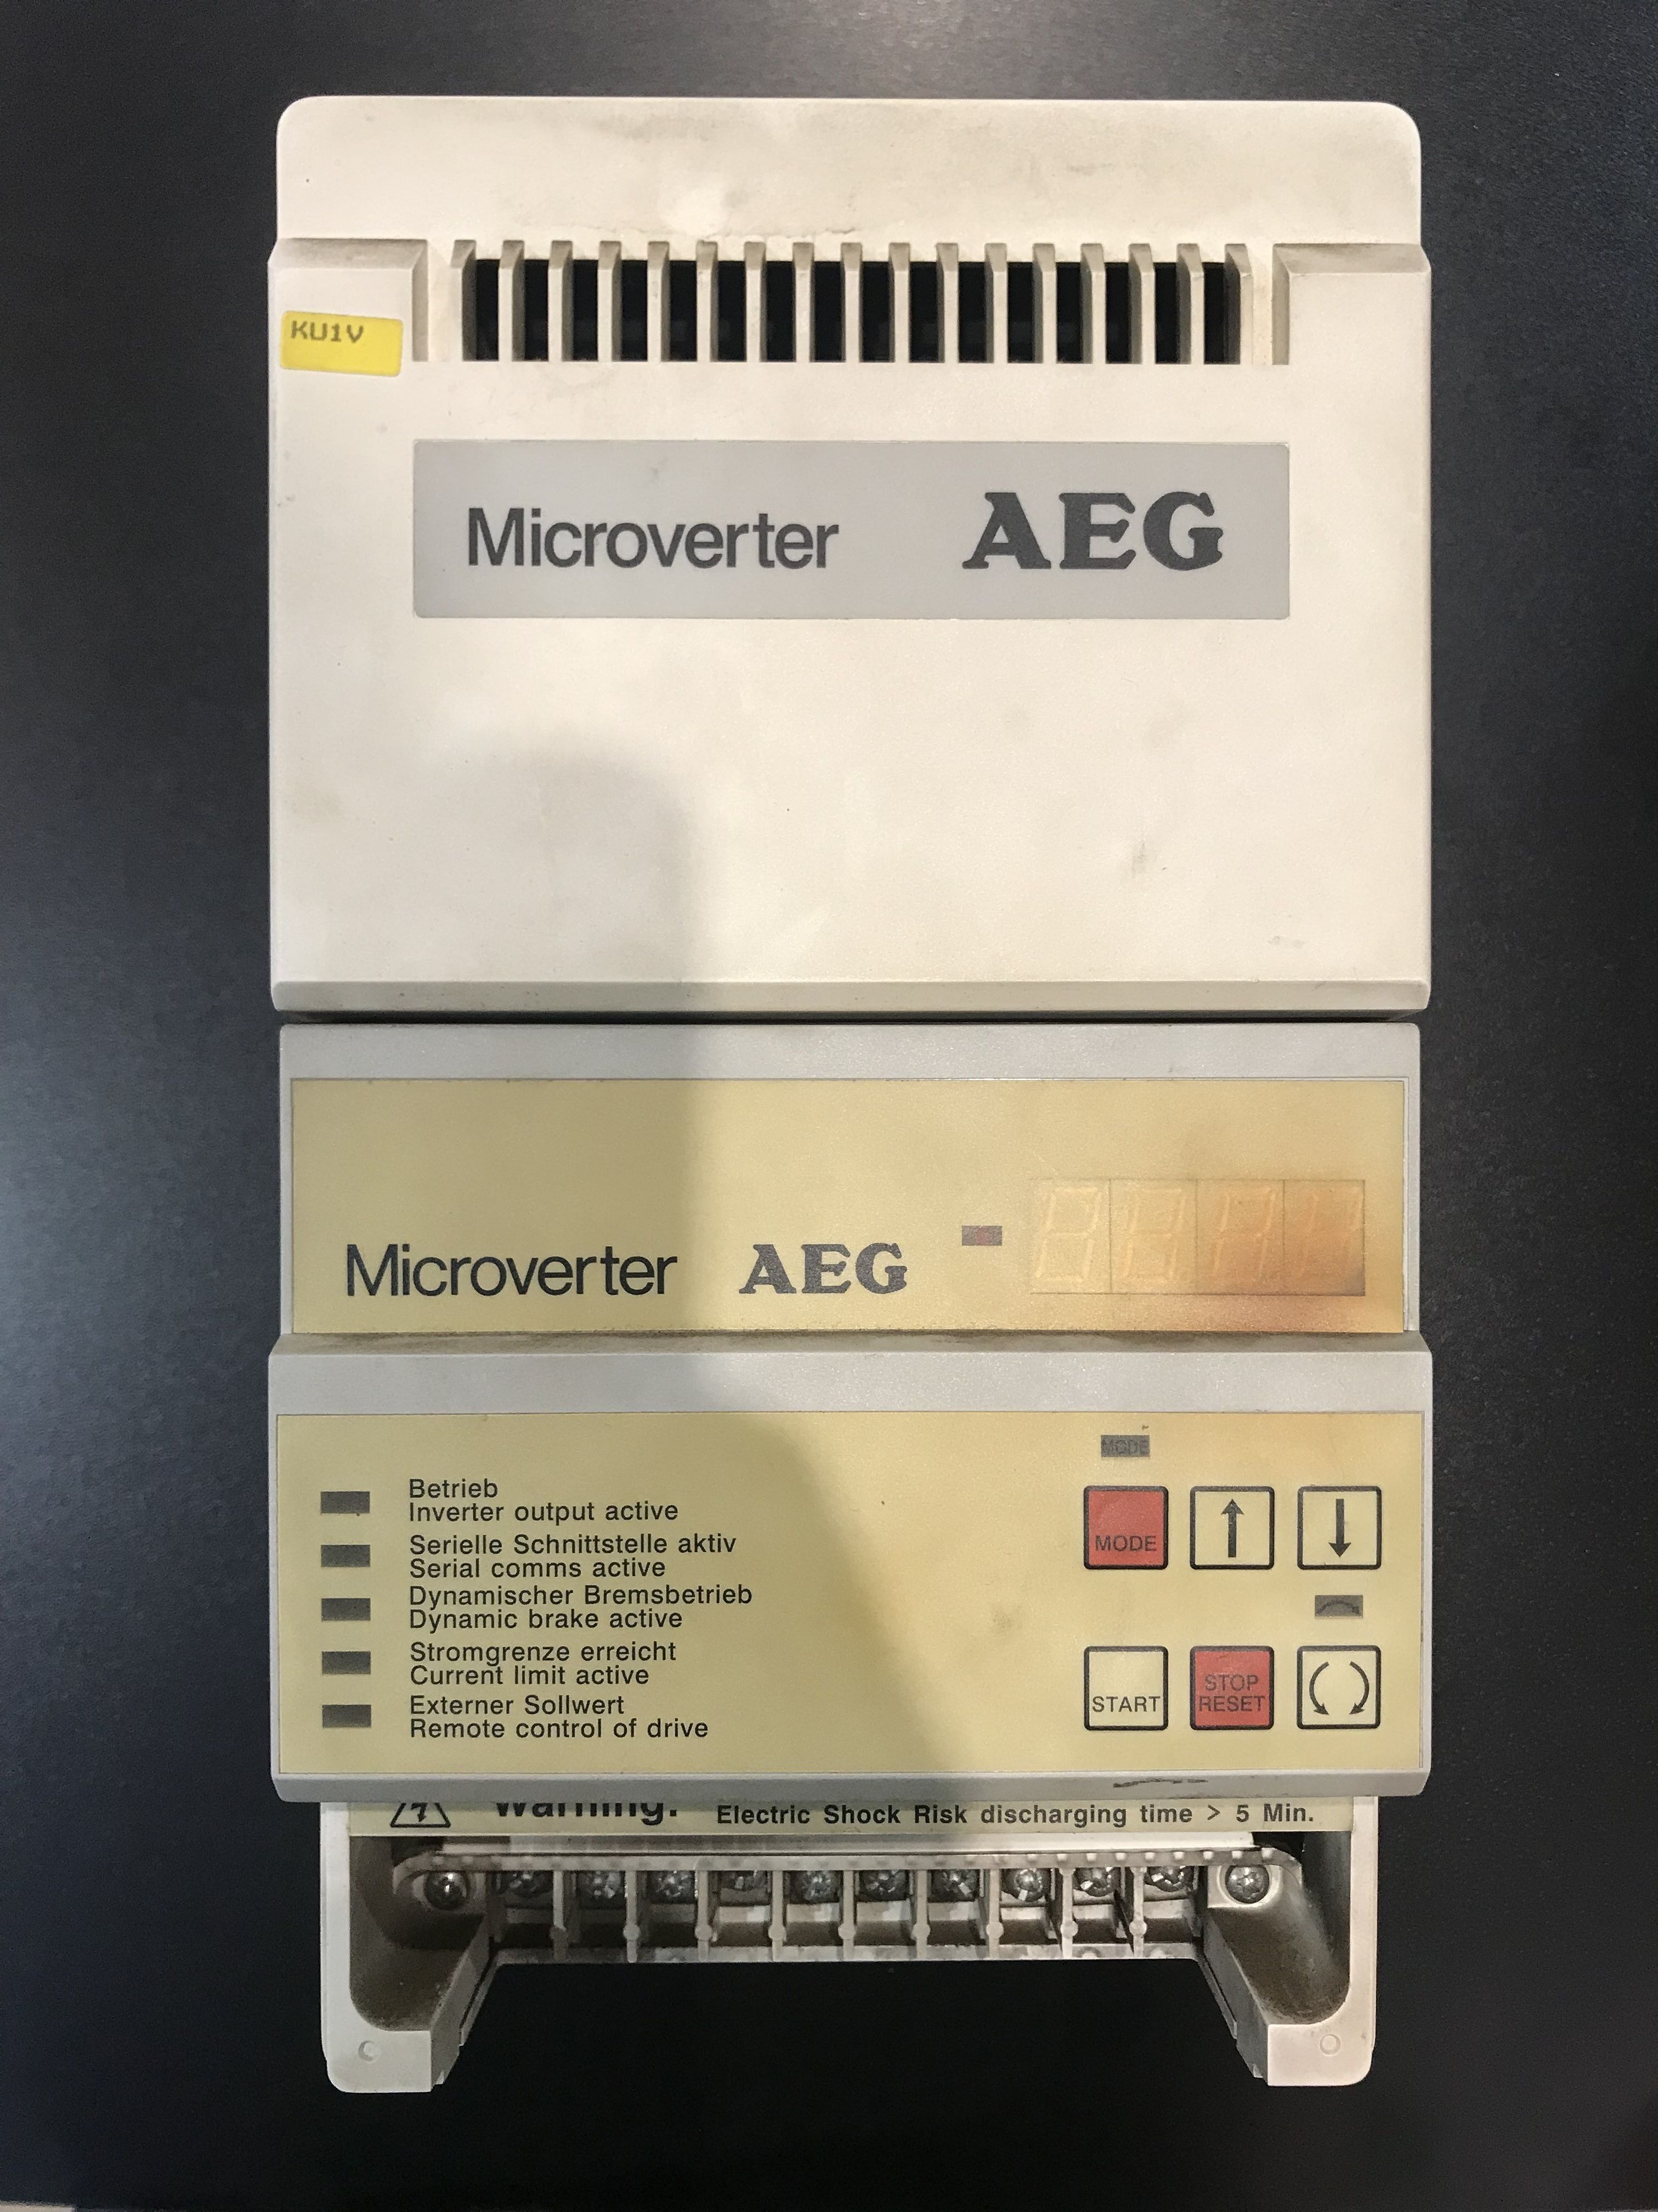 KU1V
Microverter AEG
Microverter AEG
MODE
Betrieb
Inverter output active
Serielle Schnittstelle aktiv
Serial comms active
Dynamischer Bremsbetrieb
Dynamic brake active
Stromgrenze erreicht
Current limit active
Externer Sollwert
Remote control of drive
MODE
START
STOP
RESET
Warning: Electric Shock Risk discharging time > 5 Min.